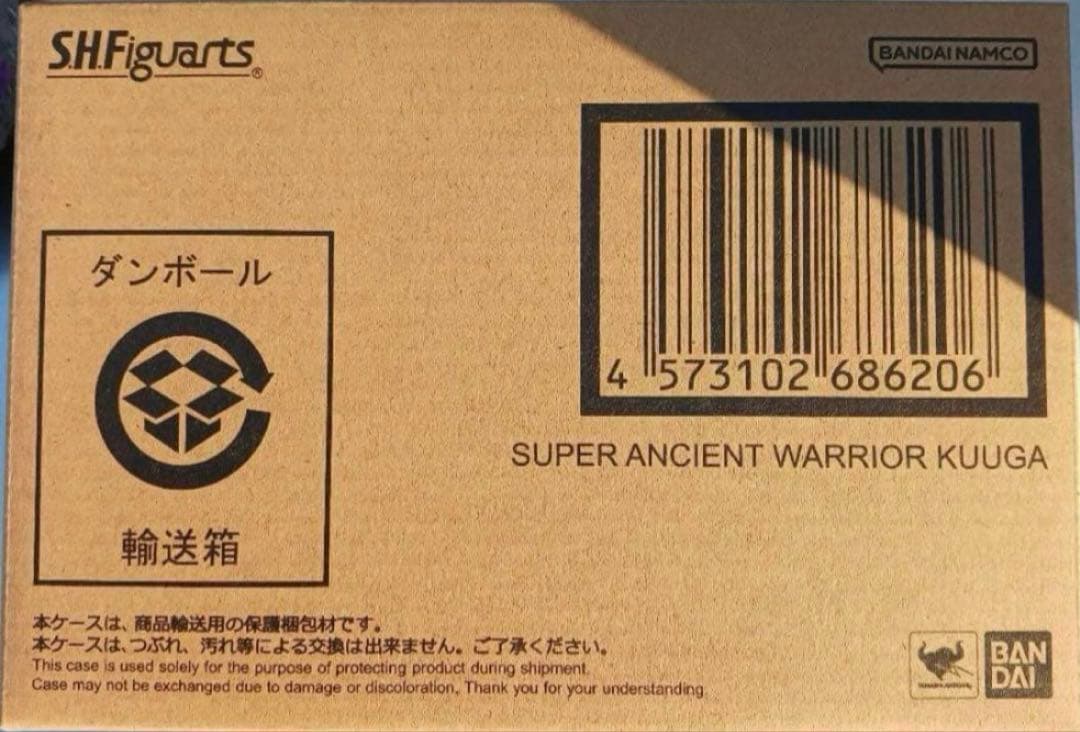 S.H.Figuarts®
BANDAI NAMCO
4 573102 686206
SUPER ANCIENT WARRIOR KUUGA
ダンボール
輸送箱
本ケースは、商品輸送用の保護梱包材です。
本ケースは、つぶれ、汚れ等による交換は出来ません。ご了承ください。
This case is used solely for the purpose of protecting product during shipment.
Case may not be exchanged due to damage or discoloration, Thank you for your understanding.
BAN
DAI